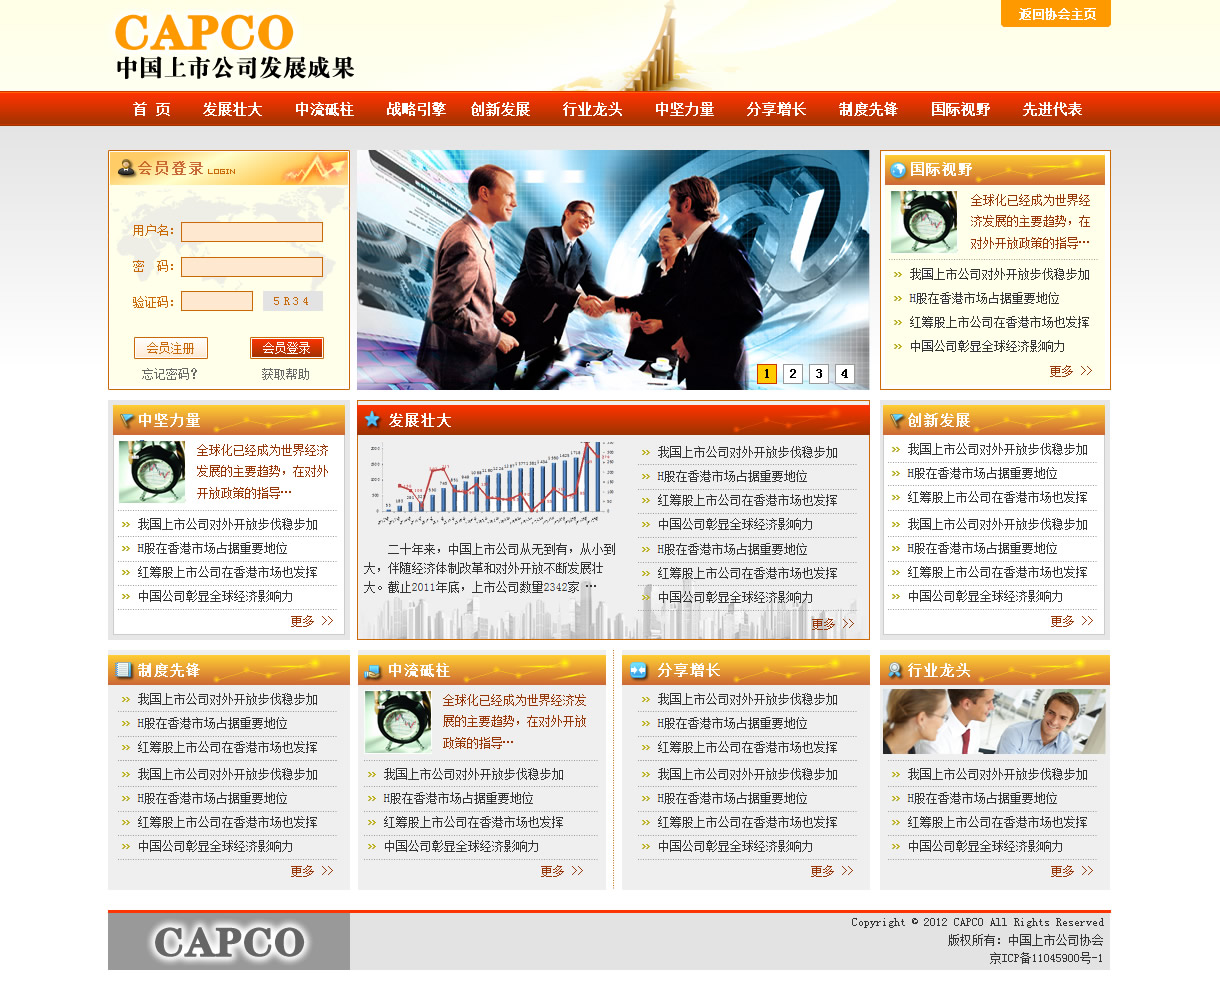 CAPCO
中国上市公司发展成果
返回协会主页
首 页 发展壮大 中流砥柱 战略引擎 创新发展 行业龙头 中坚力量 分享增长 制度先锋 国际视野 先进代表
会员登录 LOGIN
用户名:
密 码:
验证码: 5R34
会员注册 会员登录
忘记密码? 获取帮助
1 2 3 4
国际视野
全球化已经成为世界经
济发展的主要趋势，在
对外开放政策的指导…
我国上市公司对外开放步伐稳步加
H股在香港市场占据重要地位
红筹股上市公司在香港市场也发挥
中国公司彰显全球经济影响力
更多 >>
中坚力量
全球化已经成为世界经济
发展的主要趋势，在对外
开放政策的指导…
我国上市公司对外开放步伐稳步加
H股在香港市场占据重要地位
红筹股上市公司在香港市场也发挥
中国公司彰显全球经济影响力
更多 >>
发展壮大
二十年来，中国上市公司从无到有，从小到
大，伴随经济体制改革和对外开放不断发展壮
大。截止2011年底，上市公司数量2342家 …
我国上市公司对外开放步伐稳步加
H股在香港市场占据重要地位
红筹股上市公司在香港市场也发挥
中国公司彰显全球经济影响力
H股在香港市场占据重要地位
红筹股上市公司在香港市场也发挥
中国公司彰显全球经济影响力
更多 >>
创新发展
我国上市公司对外开放步伐稳步加
H股在香港市场占据重要地位
红筹股上市公司在香港市场也发挥
我国上市公司对外开放步伐稳步加
H股在香港市场占据重要地位
红筹股上市公司在香港市场也发挥
中国公司彰显全球经济影响力
更多 >>
制度先锋
我国上市公司对外开放步伐稳步加
H股在香港市场占据重要地位
红筹股上市公司在香港市场也发挥
我国上市公司对外开放步伐稳步加
H股在香港市场占据重要地位
红筹股上市公司在香港市场也发挥
中国公司彰显全球经济影响力
更多 >>
中流砥柱
全球化已经成为世界经济发
展的主要趋势，在对外开放
政策的指导…
我国上市公司对外开放步伐稳步加
H股在香港市场占据重要地位
红筹股上市公司在香港市场也发挥
中国公司彰显全球经济影响力
更多 >>
分享增长
我国上市公司对外开放步伐稳步加
H股在香港市场占据重要地位
红筹股上市公司在香港市场也发挥
我国上市公司对外开放步伐稳步加
H股在香港市场占据重要地位
红筹股上市公司在香港市场也发挥
中国公司彰显全球经济影响力
更多 >>
行业龙头
我国上市公司对外开放步伐稳步加
H股在香港市场占据重要地位
红筹股上市公司在香港市场也发挥
中国公司彰显全球经济影响力
更多 >>
CAPCO
Copyright © 2012 CAPCO All Rights Reserved
版权所有: 中国上市公司协会
京ICP备11045900号-1